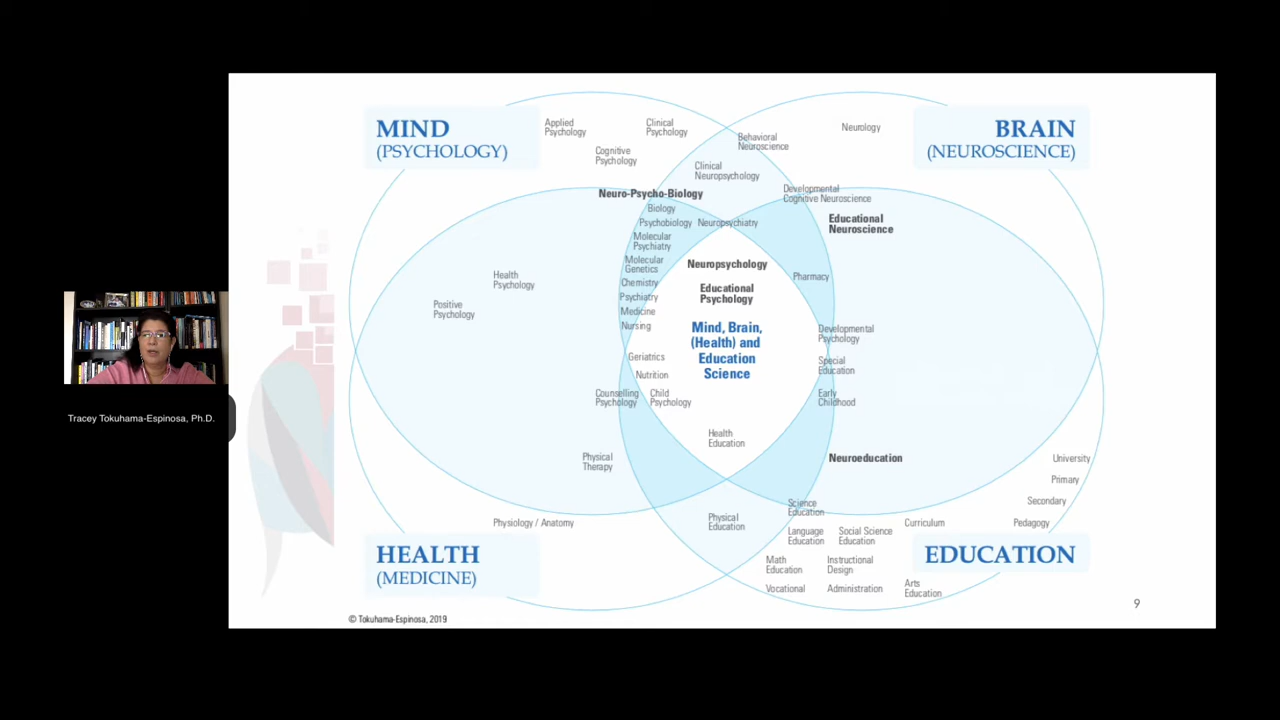 MIND
(PSYCHOLOGY)
Applied
Psychology
Clinical
Psychology
Cognitive
Psychology
Behavioral
Neuroscience
Neurology
BRAIN
(NEUROSCIENCE)
Clinical
Neuropsychology
Neuro-Psycho-Biology
Biology
Psychobiology
Neuropsychiatry
Molecular
Psychiatry
Molecular
Genetics
Chemistry
Psychiatry
Medicine
Nursing
Developmental
Cognitive Neuroscience
Educational
Neuroscience
Neuropsychology
Educational
Psychology
Mind, Brain,
(Health) and
Education
Science
Pharmacy
Health
Psychology
Positive
Psychology
Developmental
Psychology
Special
Education
Early
Childhood
Geriatrics
Nutrition
Counselling
Psychology
Child
Psychology
Health
Education
Physical
Therapy
Neuroeducation
University
Primary
Secondary
Pedagogy
Physiology / Anatomy
Physical
Education
Science
Education
Language
Education
Social Science
Education
Curriculum
Math
Education
Instructional
Design
Vocational
Administration
Arts
Education
HEALTH
(MEDICINE)
EDUCATION
9
© Tokuhama-Espinosa, 2019
Tracey Tokuhama-Espinosa, Ph.D.